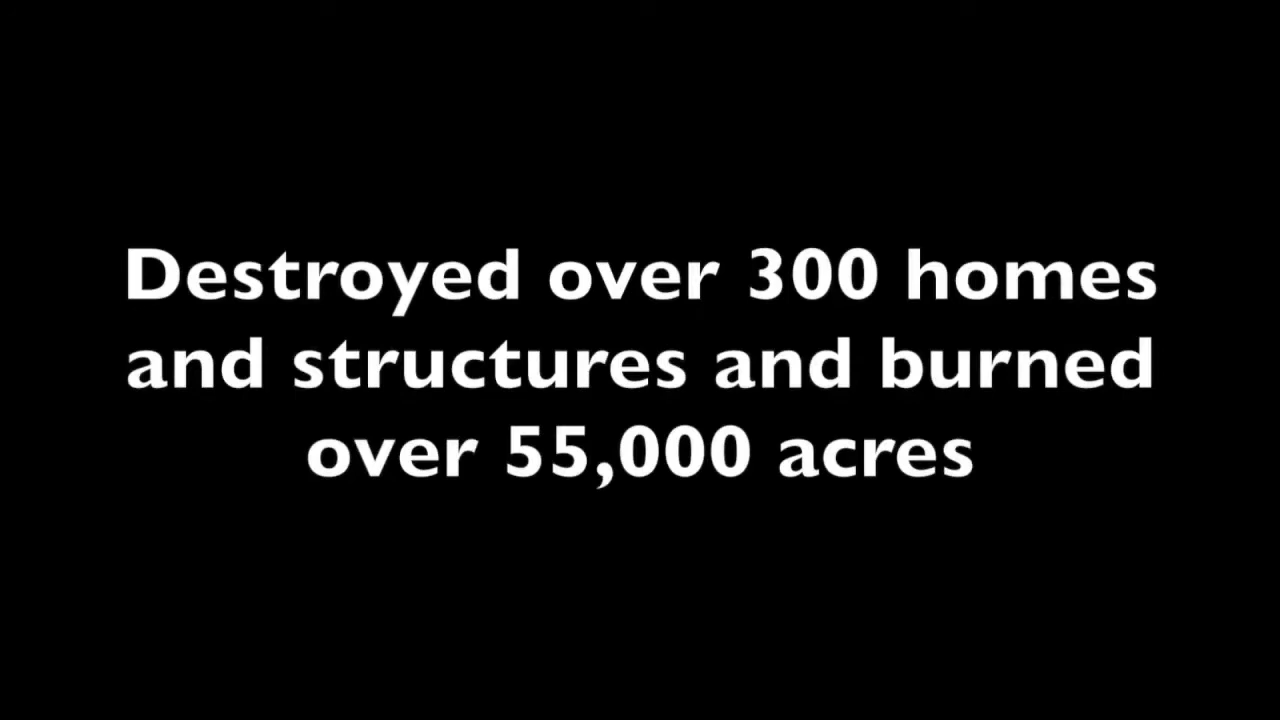 Destroyed over 300 homes
and structures and burned
over 55,000 acres